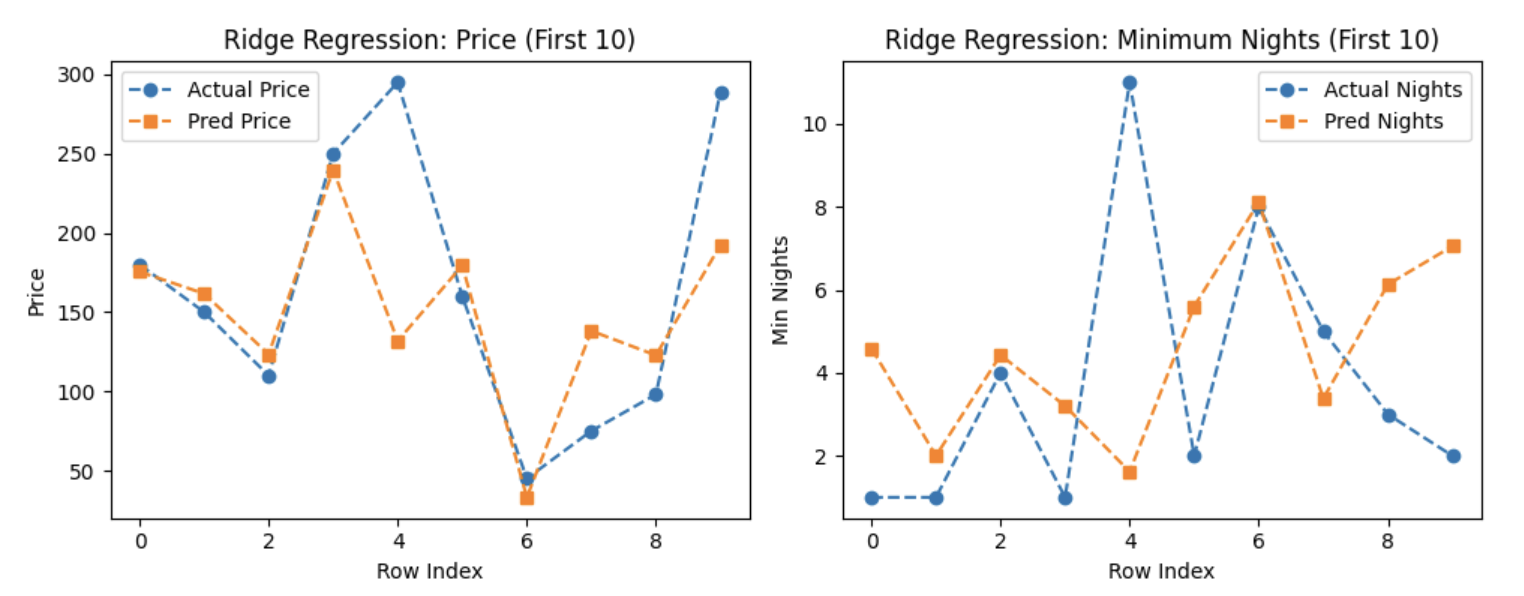 Ridge Regression: Price (First 10)
Actual Price
Pred Price
300
250
200
150
100
50
Price
0 2 4 6 8
Row Index
Ridge Regression: Minimum Nights (First 10)
Actual Nights
Pred Nights
10
8
6
4
2
Min Nights
0 2 4 6 8
Row Index